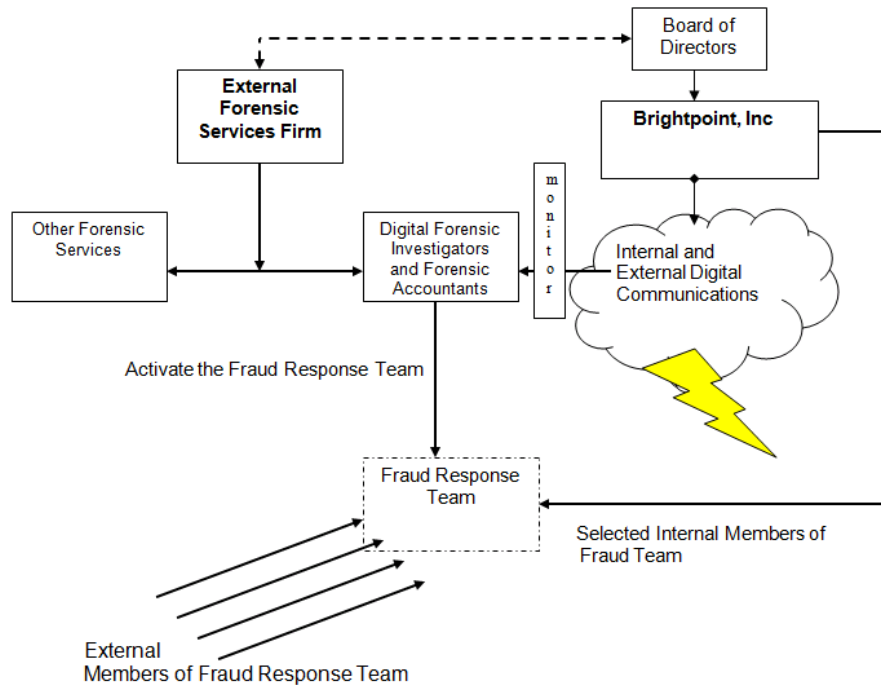 Board of
Directors
External
Forensic
Services Firm
Brightpoint, Inc
monitor
Other Forensic
Services
Digital Forensic
Investigators
and Forensic
Accountants
Internal and
External Digital
Communications
Activate the Fraud Response Team
Fraud Response
Team
Selected Internal Members of
Fraud Team
External
Members of Fraud Response Team